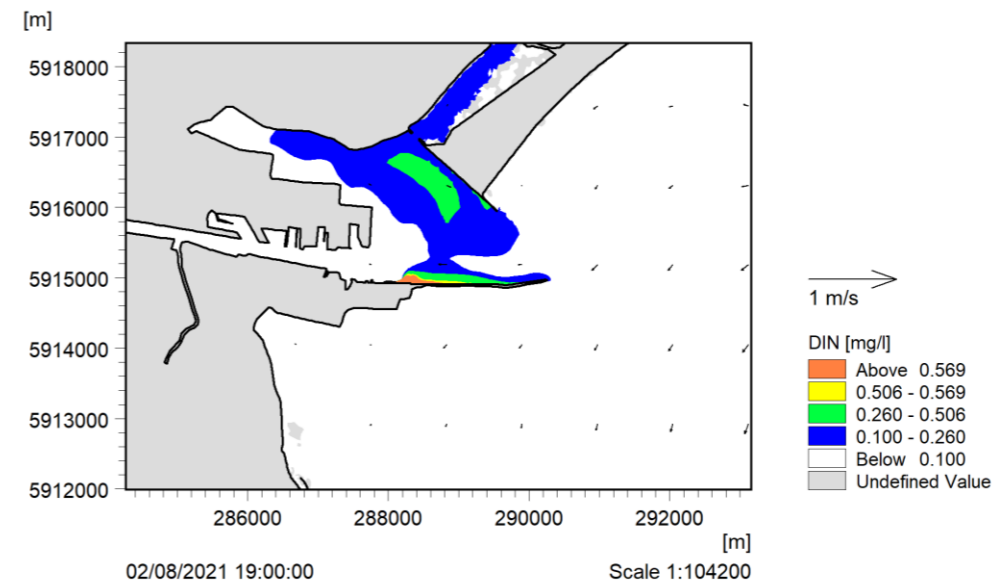 [m]
5918000
5917000
5916000
5915000
5914000
5913000
5912000
286000 288000 290000 292000
[m]
02/08/2021 19:00:00 Scale 1:104200
1 m/s
DIN [mg/l]
Above 0.569
0.506 - 0.569
0.260 - 0.506
0.100 - 0.260
Below 0.100
Undefined Value